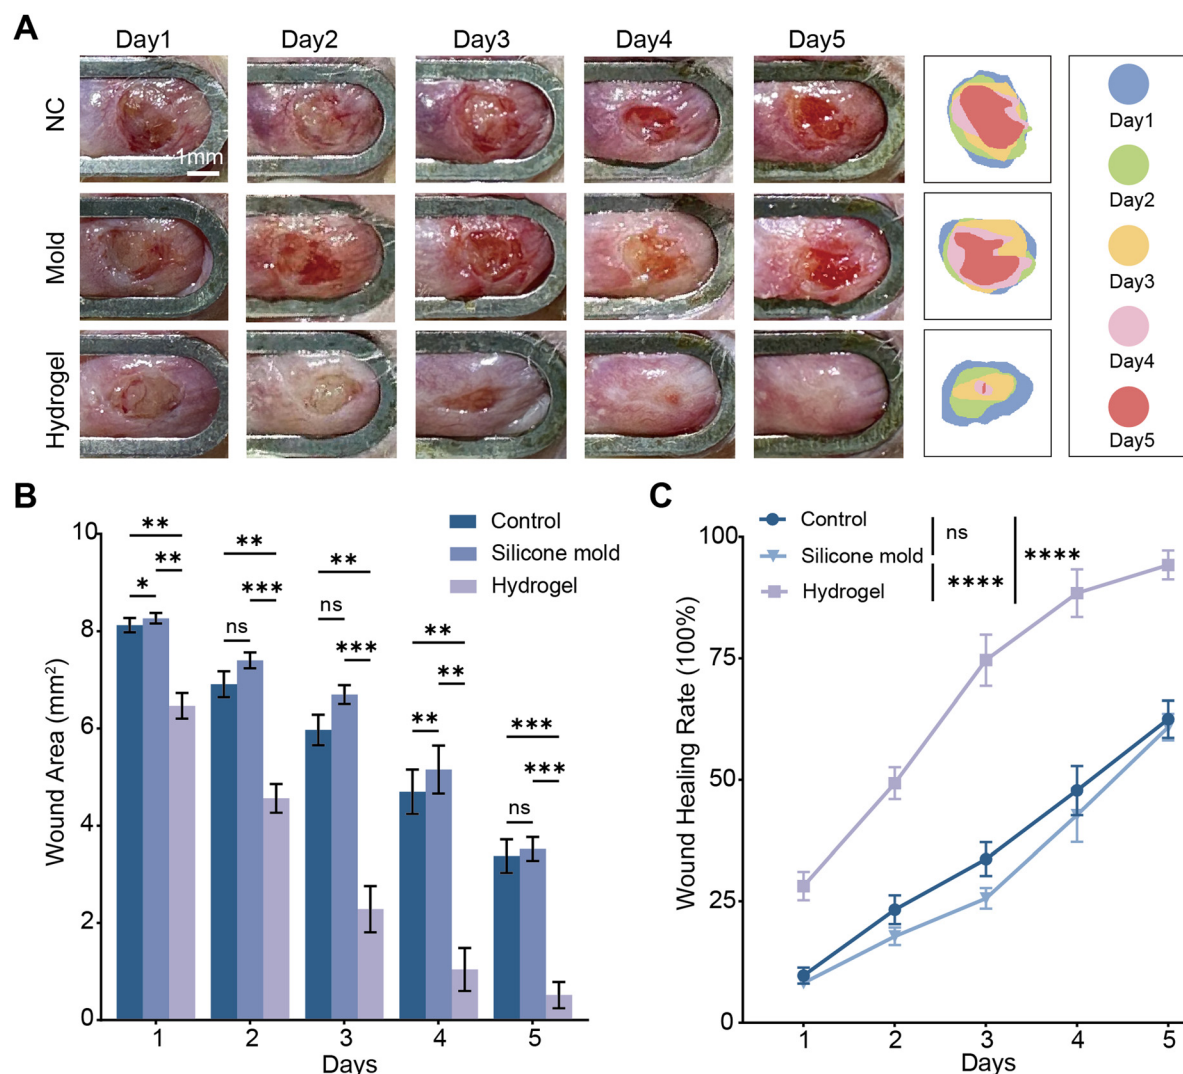 A
Day1 Day2 Day3 Day4 Day5
NC
1mm
Mold
Hydrogel
Day1
Day2
Day3
Day4
Day5
B
Wound Area (mm²)
10
8
6
4
2
0
Control
Silicone mold
Hydrogel
** ** *
** *** ns
** ns ***
** ** **
*** *** ns
1 2 3 4 5
Days
C
Wound Healing Rate (100%)
100
75
50
25
0
Control
Silicone mold
Hydrogel
ns
****
****
1 2 3 4 5
Days